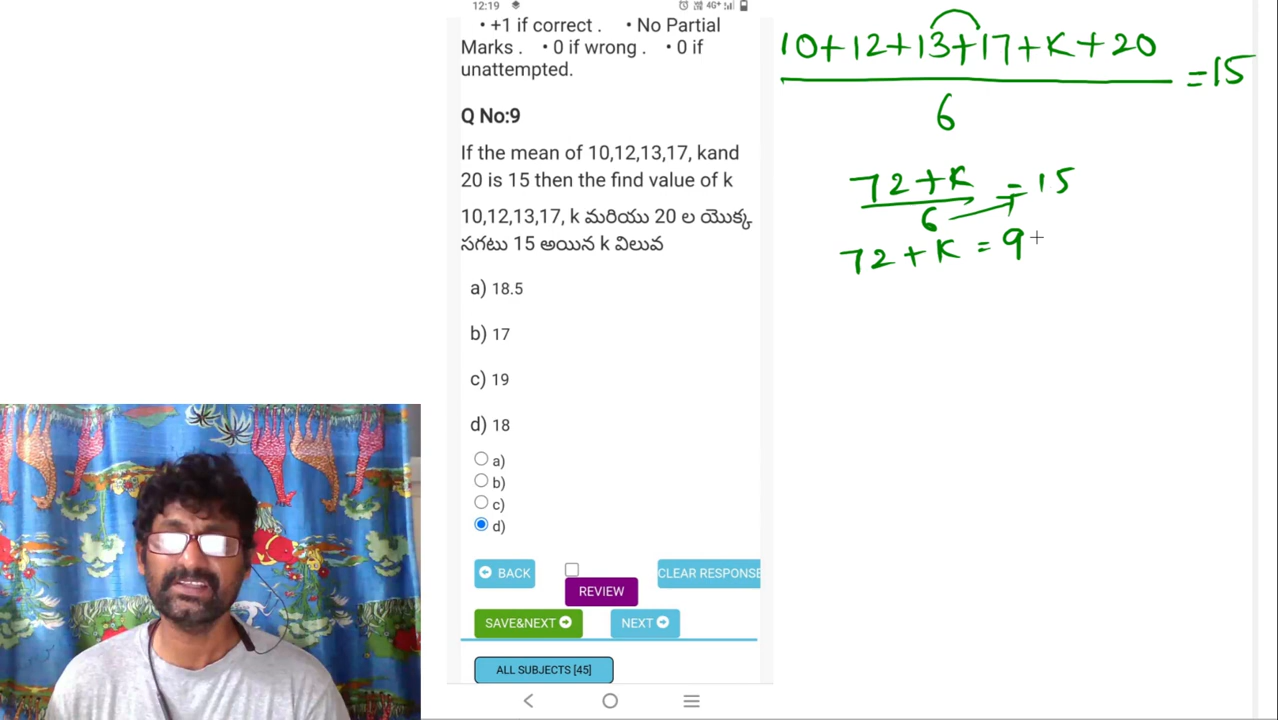 12:19 4G+
• +1 if correct . • No Partial
Marks . • 0 if wrong . • 0 if
unattempted.
Q No:9
If the mean of 10,12,13,17, kand
20 is 15 then the find value of k
10,12,13,17, k మరియు 20 ల యొక్క
సగటు 15 అయిన k విలువ
a) 18.5
b) 17
c) 19
d) 18
a)
b)
c)
d)
BACK
REVIEW
CLEAR RESPONSE
SAVE&NEXT
NEXT
ALL SUBJECTS [45]
10+12+13+17+K+20
=15
6
72+K =15
6
72+K = 9